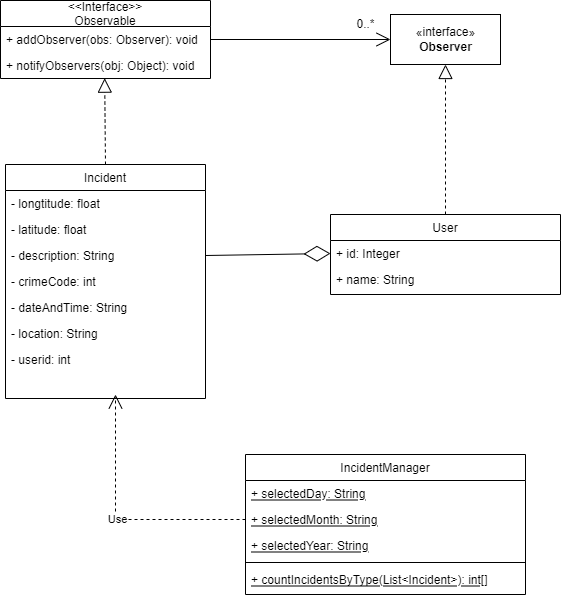 <<Interface>>
Observable
+ addObserver(obs: Observer): void
+ notifyObservers(obj: Object): void
0..*
«interface»
Observer
Incident
- longtitude: float
- latitude: float
- description: String
- crimeCode: int
- dateAndTime: String
- location: String
- userid: int
User
+ id: Integer
+ name: String
Use
IncidentManager
+ selectedDay: String
+ selectedMonth: String
+ selectedYear: String
+ countIncidentsByType(List<Incident>): int[]